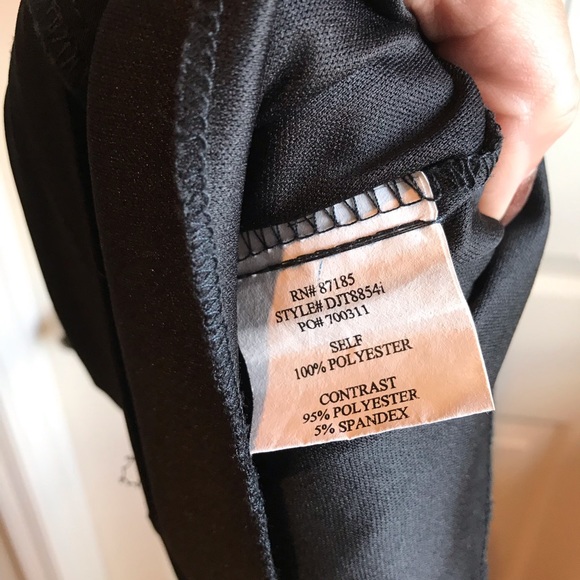 RN# 87185
STYLE# DJT8854i
PO# 700311
SELF
100% POLYESTER
CONTRAST
95% POLYESTER
5% SPANDEX